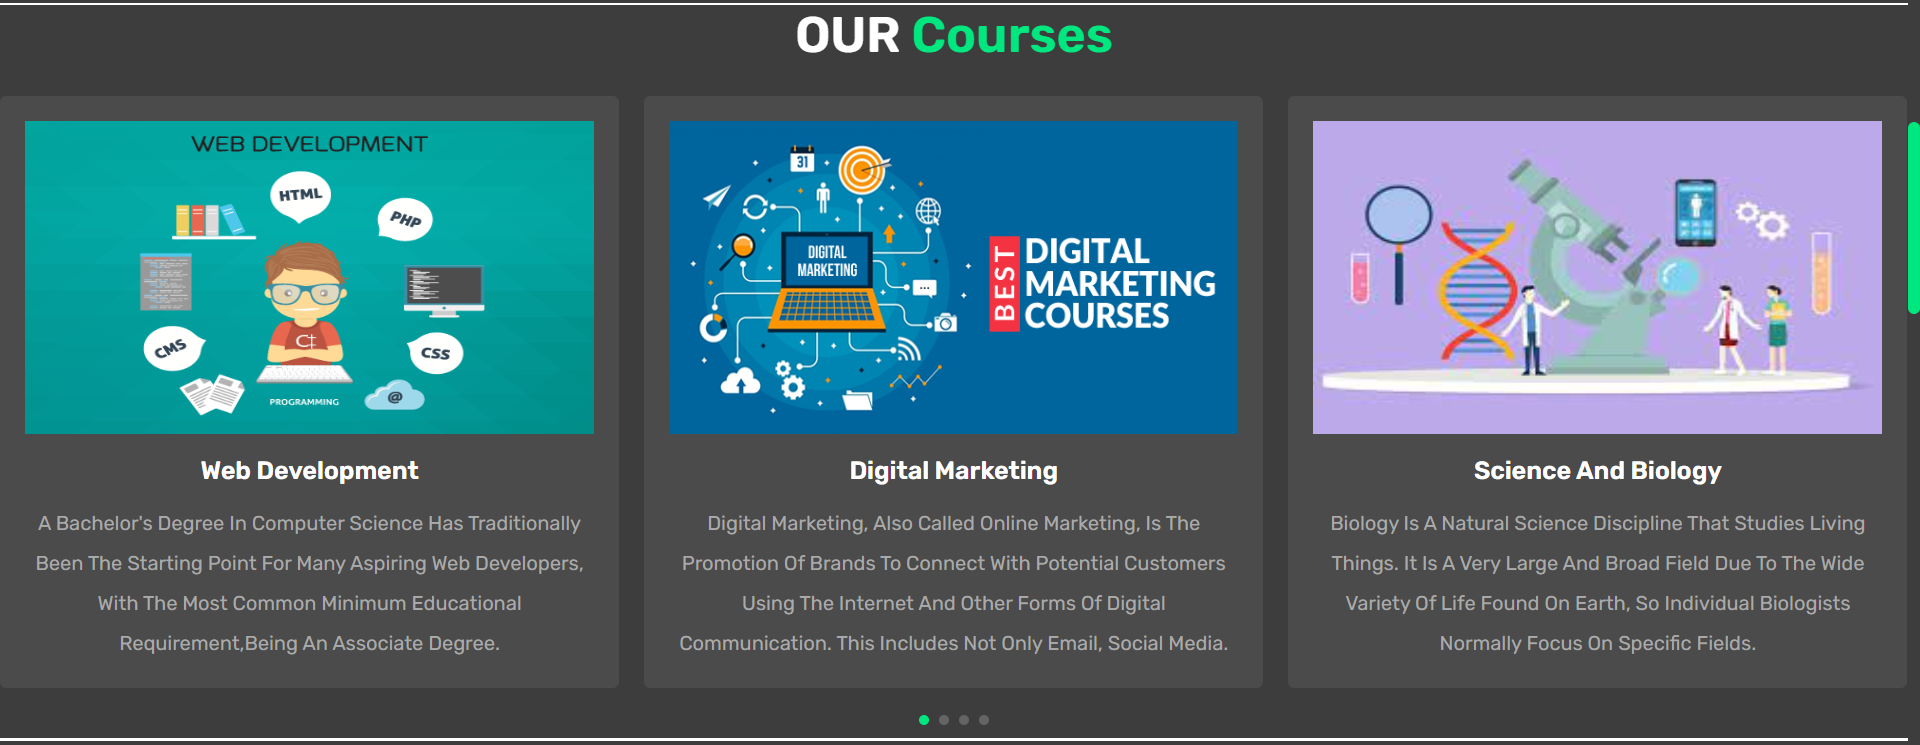 OUR Courses
WEB DEVELOPMENT
HTML
PHP
CMS
CSS
PROGRAMMING
@
31
DIGITAL
MARKETING
BEST
DIGITAL
MARKETING
COURSES
Web Development
A Bachelor's Degree In Computer Science Has Traditionally
Been The Starting Point For Many Aspiring Web Developers,
With The Most Common Minimum Educational
Requirement,Being An Associate Degree.
Digital Marketing
Digital Marketing, Also Called Online Marketing, Is The
Promotion Of Brands To Connect With Potential Customers
Using The Internet And Other Forms Of Digital
Communication. This Includes Not Only Email, Social Media.
Science And Biology
Biology Is A Natural Science Discipline That Studies Living
Things. It Is A Very Large And Broad Field Due To The Wide
Variety Of Life Found On Earth, So Individual Biologists
Normally Focus On Specific Fields.